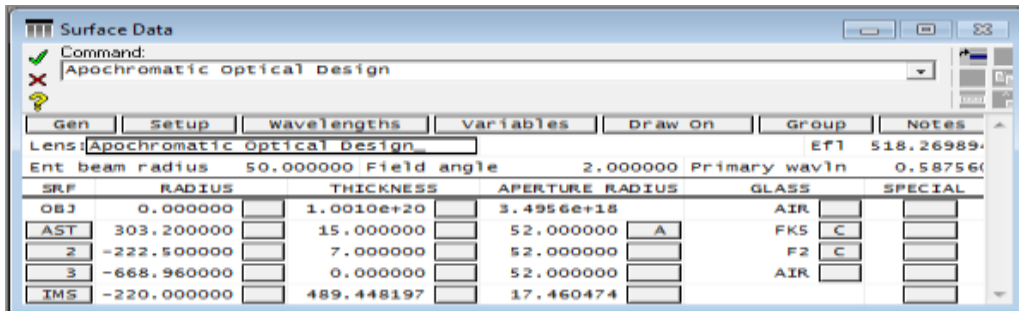 Surface Data
Command:
Apochromatic Optical Design
Gen Setup Wavelengths Variables Draw On Group Notes
Lens: Apochromatic Optical Design_ Efl 518.269894
Ent beam radius 50.000000 Field angle 2.000000 Primary wavln 0.587560
SRF RADIUS THICKNESS APERTURE RADIUS GLASS SPECIAL
OBJ 0.000000 1.0010e+20 3.4956e+18 AIR
AST 303.200000 15.000000 52.000000 A FK5 C
2 -222.500000 7.000000 52.000000 F2 C
3 -668.960000 0.000000 52.000000 AIR
IMS -220.000000 489.448197 17.460474